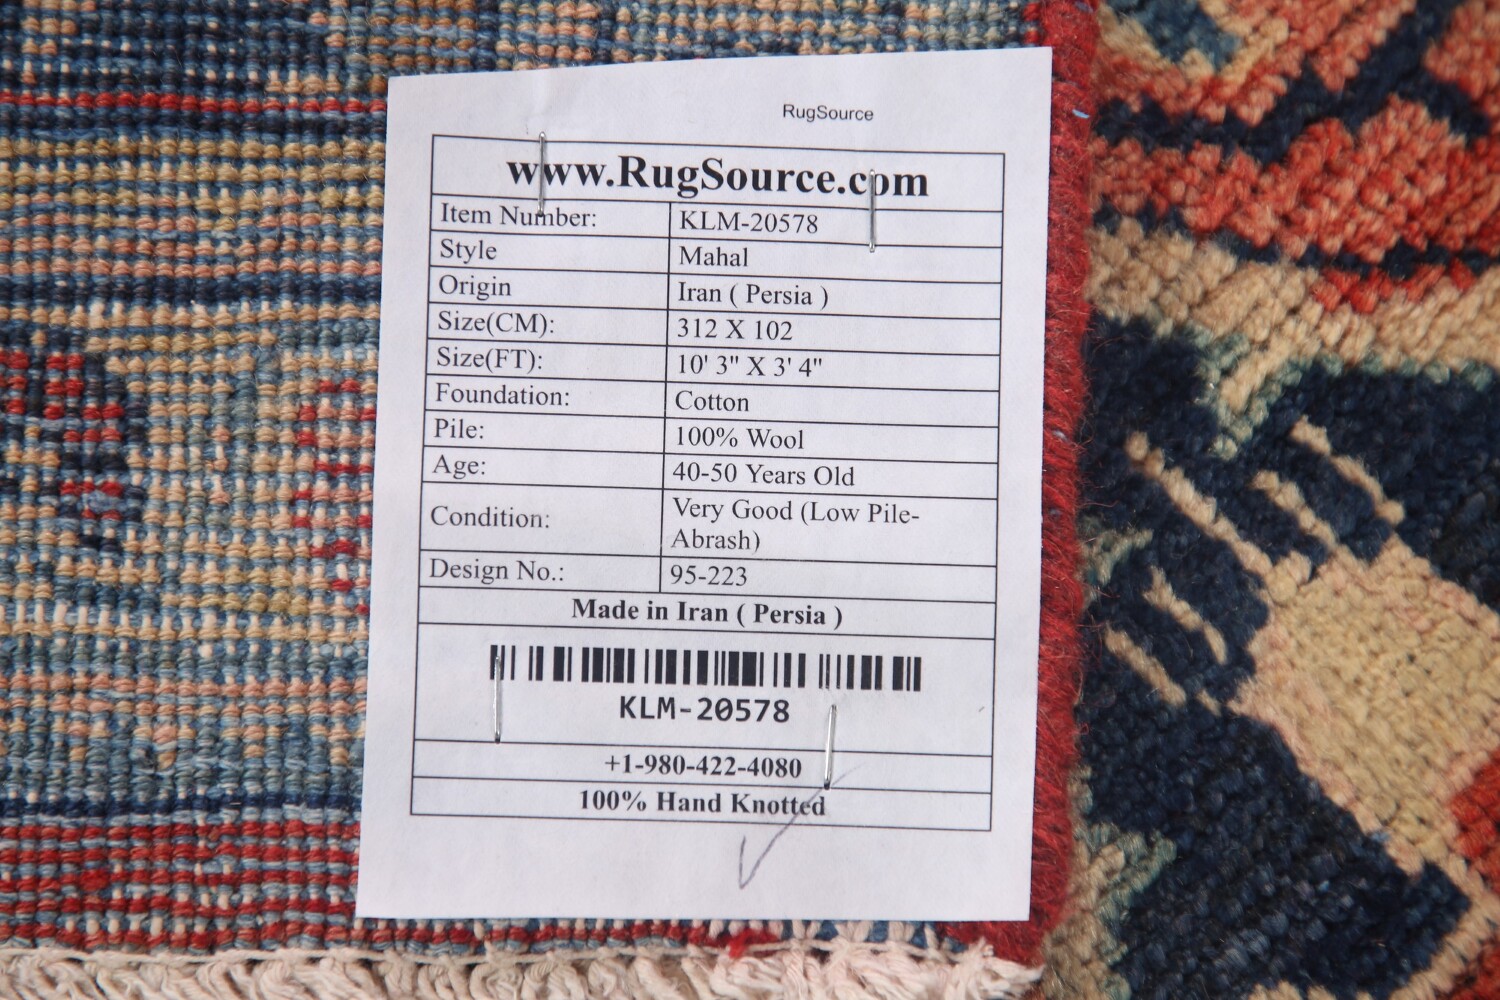 RugSource
www.RugSource.com
Item Number: KLM-20578
Style Mahal
Origin Iran ( Persia )
Size(CM): 312 X 102
Size(FT): 10' 3" X 3' 4"
Foundation: Cotton
Pile: 100% Wool
Age: 40-50 Years Old
Condition: Very Good (Low Pile-
Abrash)
Design No.: 95-223
Made in Iran ( Persia )
KLM-20578
+1-980-422-4080
100% Hand Knotted